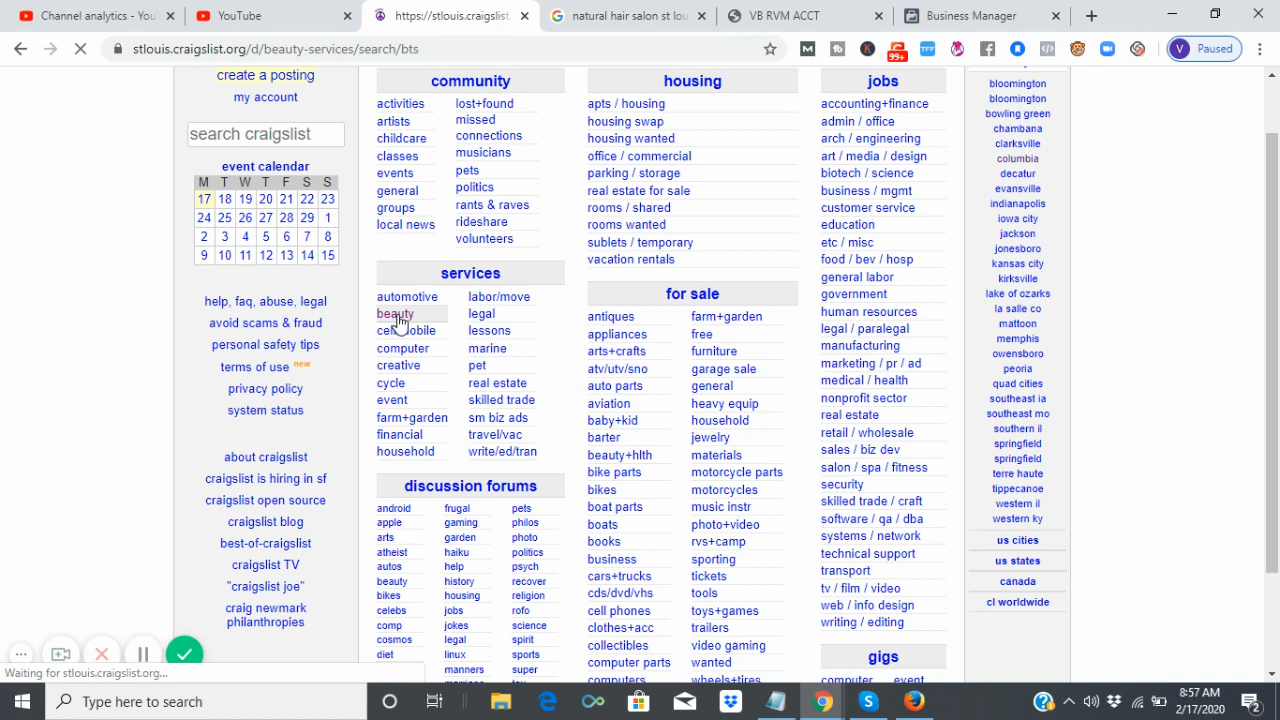 Channel analytics - You
YouTube
https://stlouis.craigslist
natural hair salon st lou
VB RVM ACCT
Business Manager
stlouis.craigslist.org/d/beauty-services/search/bts
99+
V Paused
create a posting
my account
search craigslist
event calendar
M T W T F S S
17 18 19 20 21 22 23
24 25 26 27 28 29 1
2 3 4 5 6 7 8
9 10 11 12 13 14 15
help, faq, abuse, legal
avoid scams & fraud
personal safety tips
terms of use new
privacy policy
system status
about craigslist
craigslist is hiring in sf
craigslist open source
craigslist blog
best-of-craigslist
craigslist TV
"craigslist joe"
craig newmark
philanthropies
community
activities
artists
childcare
classes
events
general
groups
local news
lost+found
missed
connections
musicians
pets
politics
rants & raves
rideshare
volunteers
services
automotive
beauty
cell/mobile
computer
creative
cycle
event
farm+garden
financial
household
labor/move
legal
lessons
marine
pet
real estate
skilled trade
sm biz ads
travel/vac
write/ed/tran
discussion forums
android
apple
arts
atheist
autos
beauty
bikes
celebs
comp
cosmos
diet
frugal
gaming
garden
haiku
help
history
housing
jobs
jokes
legal
linux
manners
pets
philos
photo
politics
psych
recover
religion
rofo
science
spirit
sports
super
housing
apts / housing
housing swap
housing wanted
office / commercial
parking / storage
real estate for sale
rooms / shared
rooms wanted
sublets / temporary
vacation rentals
for sale
antiques
appliances
arts+crafts
atv/utv/sno
auto parts
aviation
baby+kid
barter
beauty+hlth
bike parts
bikes
boat parts
boats
books
business
cars+trucks
cds/dvd/vhs
cell phones
clothes+acc
collectibles
computer parts
computers
farm+garden
free
furniture
garage sale
general
heavy equip
household
jewelry
materials
motorcycle parts
motorcycles
music instr
photo+video
rvs+camp
sporting
tickets
tools
toys+games
trailers
video gaming
wanted
wheels+tires
jobs
accounting+finance
admin / office
arch / engineering
art / media / design
biotech / science
business / mgmt
customer service
education
etc / misc
food / bev / hosp
general labor
government
human resources
legal / paralegal
manufacturing
marketing / pr / ad
medical / health
nonprofit sector
real estate
retail / wholesale
sales / biz dev
salon / spa / fitness
security
skilled trade / craft
software / qa / dba
systems / network
technical support
transport
tv / film / video
web / info design
writing / editing
gigs
computer
event
bloomington
bloomington
bowling green
chambana
clarksville
columbia
decatur
evansville
indianapolis
iowa city
jackson
jonesboro
kansas city
kirksville
lake of ozarks
la salle co
mattoon
memphis
owensboro
peoria
quad cities
southeast ia
southeast mo
southern il
springfield
springfield
terre haute
tippecanoe
western il
western ky
us cities
us states
canada
cl worldwide
Waiting for stlouis.craigslist.org...
Type here to search
8:57 AM
2/17/2020
2